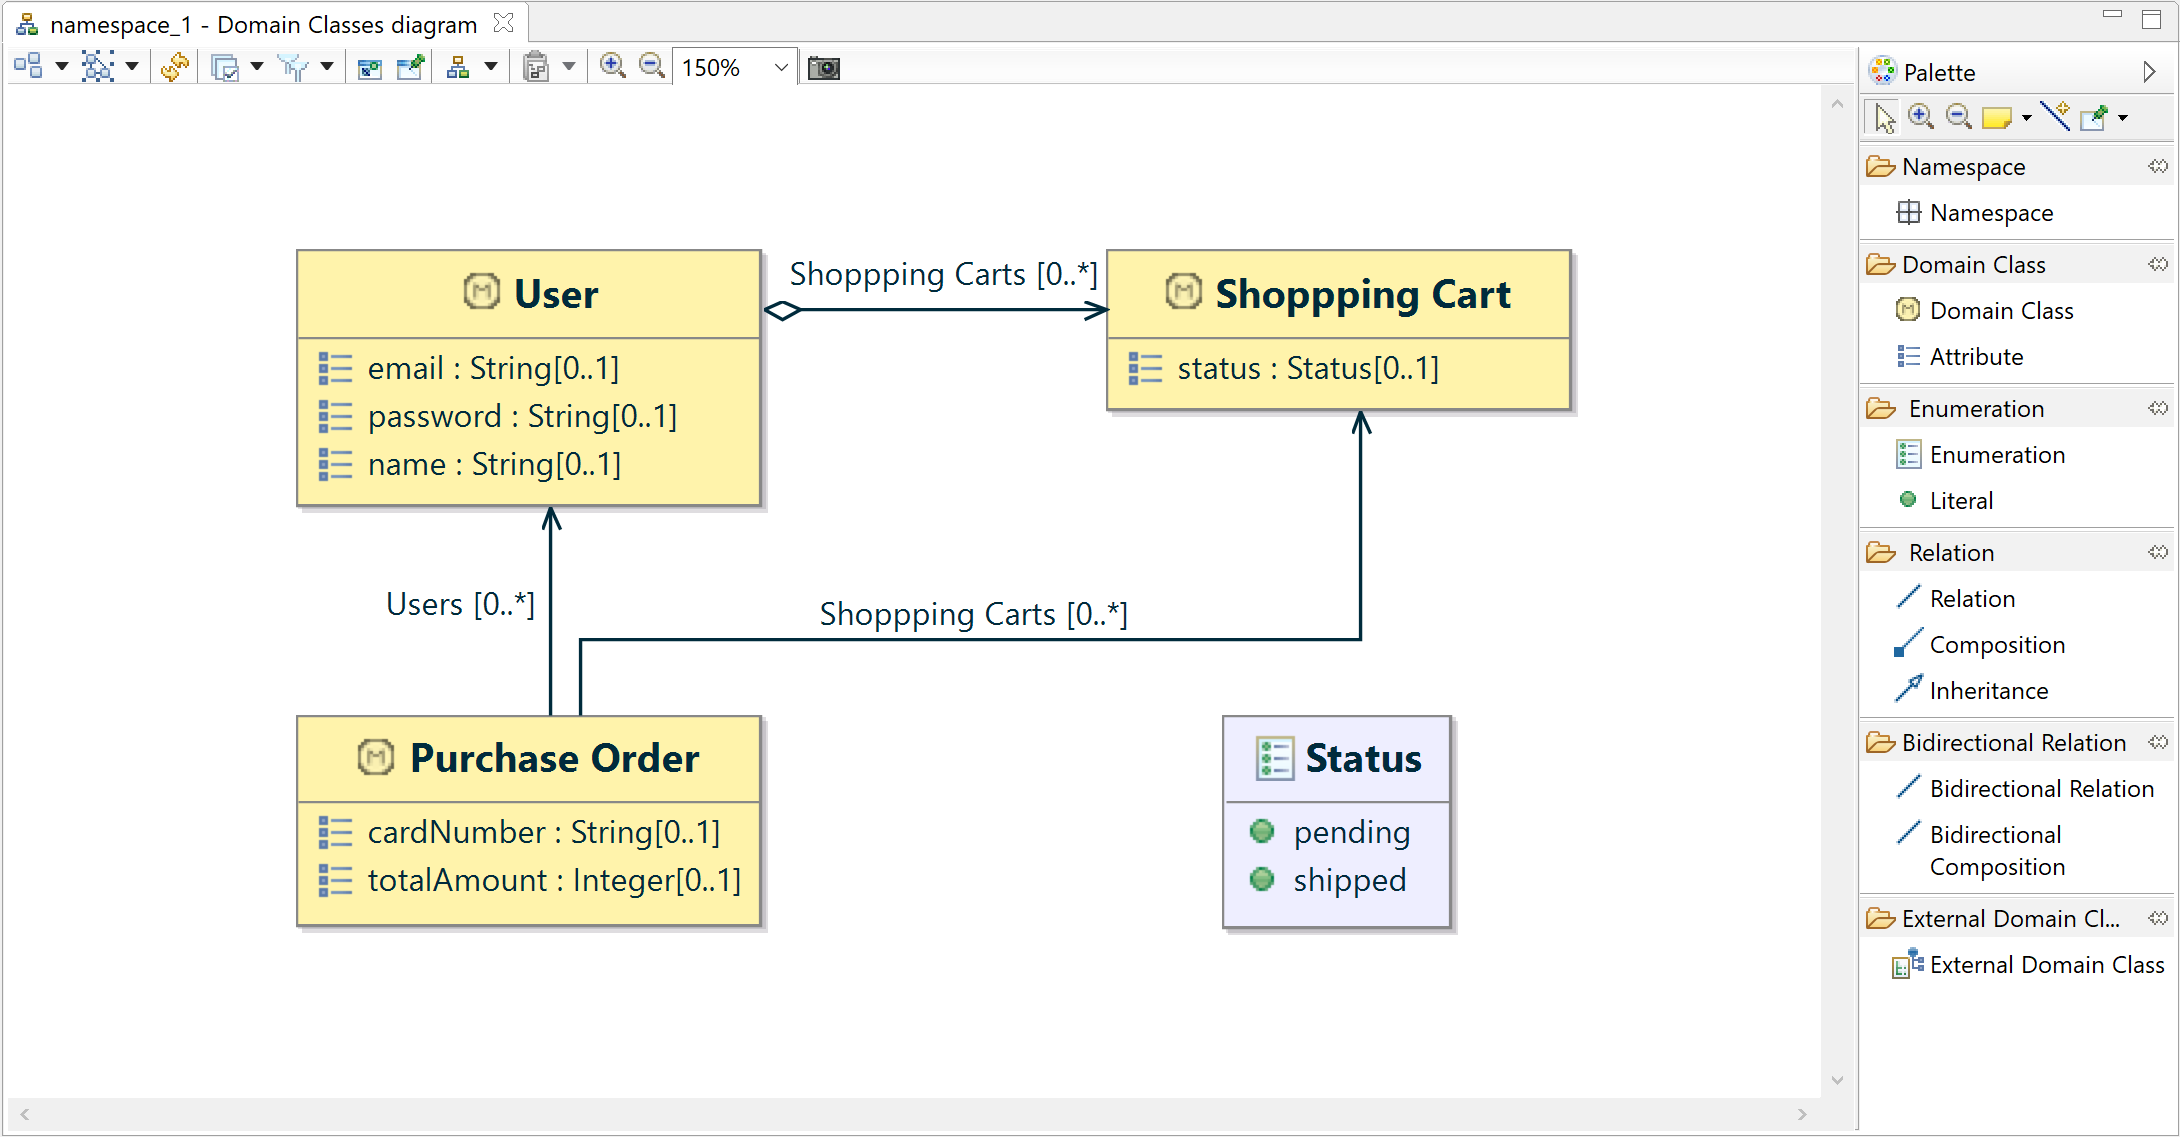 namespace_1 - Domain Classes diagram
150%
User
email : String[0..1]
password : String[0..1]
name : String[0..1]
Shoppping Carts [0..*]
Shoppping Cart
status : Status[0..1]
Users [0..*]
Shoppping Carts [0..*]
Purchase Order
cardNumber : String[0..1]
totalAmount : Integer[0..1]
Status
pending
shipped
Palette
Namespace
Namespace
Domain Class
Domain Class
Attribute
Enumeration
Enumeration
Literal
Relation
Relation
Composition
Inheritance
Bidirectional Relation
Bidirectional Relation
Bidirectional
Composition
External Domain Cl...
External Domain Class